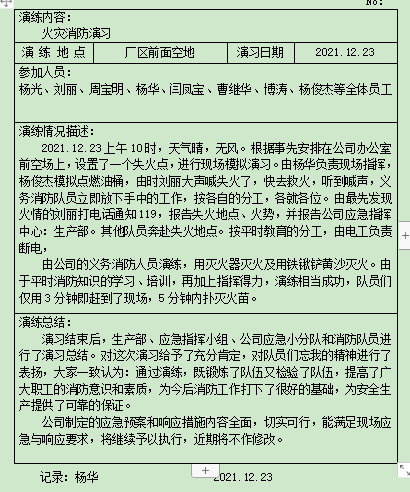 No:
演练内容：
火灾消防演习
演 练 地 点
厂区前面空地
演习日期
2021.12.23
参加人员：
杨光、刘丽、周宝明、杨华、闫凤宝、曹继华、博涛、杨俊杰等全体员工
演练情况描述：
2021.12.23上午10时，天气晴，无风。根据事先安排在公司办公室
前空场上，设置了一个失火点，进行现场模拟演习。由杨华负责现场指挥，
杨俊杰模拟点燃油桶，由时刘丽大声喊失火了，快去救火，听到喊声，义
务消防队员立即放下手中的工作，按各自的分工，各就各位。由最先发现
火情的刘丽打电话通知119，报告失火地点、火势，并报告公司应急指挥
中心：生产部。其他队员奔赴失火地点。按平时教育的分工，由电工负责
断电，
由公司的义务消防人员演练，用灭火器灭火及用铁锹铲黄沙灭火。由
于平时消防知识的学习、培训，再加上指挥得力，演练相当成功，队员们
仅用3分钟即赶到了现场，5分钟内扑灭火苗。
演练总结：
演习结束后，生产部、应急指挥小组、公司应急小分队和消防队员进
行了演习总结。对这次演习给予了充分肯定，对队员们忘我的精神进行了
表扬，大家一致认为：通过演练，既锻炼了队伍又检验了队伍，提高了广
大职工的消防意识和素质，为今后消防工作打下了很好的基础，为安全生
产提供了可靠的保证。
公司制定的应急预案和响应措施内容全面，切实可行，能满足现场应
急与响应要求，将继续予以执行，近期将不作修改。
记录：杨华
2021.12.23